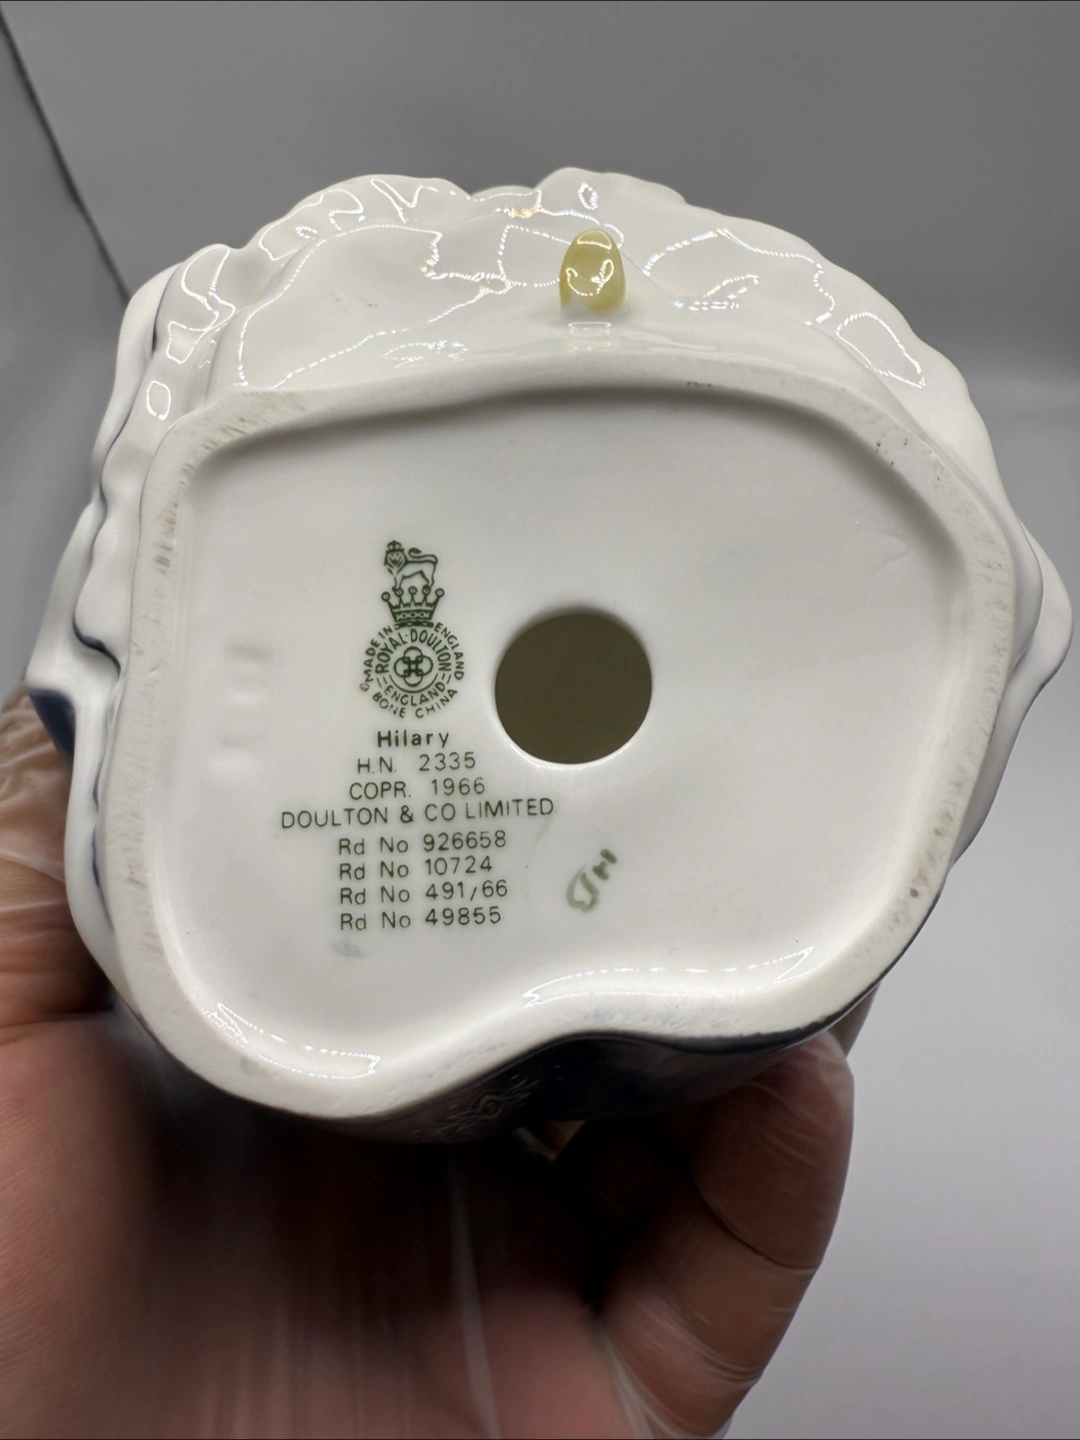 ©MADE IN ENGLAND
ROYAL·DOULTON
ENGLAND
BONE CHINA
Hilary
H.N. 2335
COPR. 1966
DOULTON & CO LIMITED
Rd No 926658
Rd No 10724
Rd No 491/66
Rd No 49855